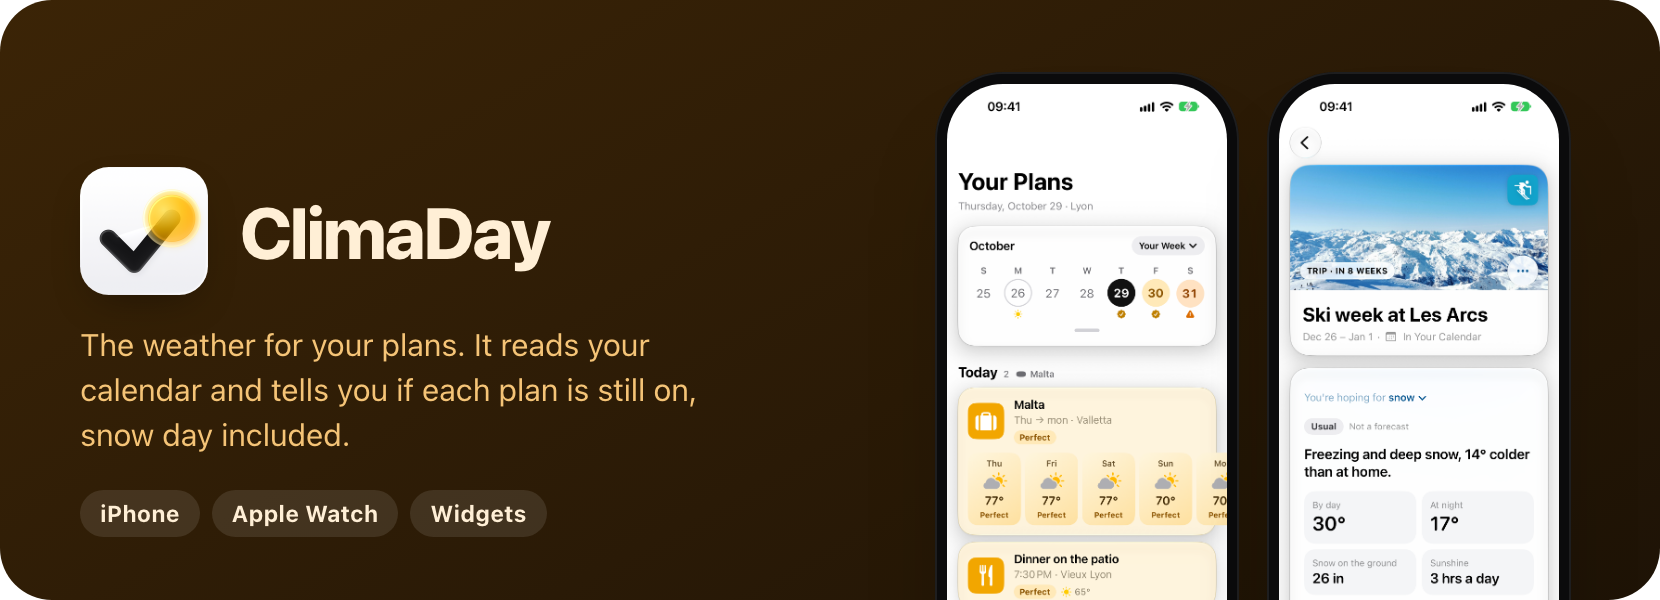 ClimaDay
The weather for your plans. It reads your
calendar and tells you if each plan is still on,
snow day included.
iPhone
Apple Watch
Widgets
09:41
Your Plans
Thursday, October 29 · Lyon
October
Your Week
S M T W T F S
25 26 27 28 29 30 31
Today 2 Malta
Malta
Thu → mon · Valletta
Perfect
Thu Fri Sat Sun Mo
77° 77° 77° 70° 70
Perfect Perfect Perfect Perfect Perfe
Dinner on the patio
7:30 PM · Vieux Lyon
Perfect 65°
09:41
TRIP · IN 8 WEEKS
Ski week at Les Arcs
Dec 26 – Jan 1 · In Your Calendar
You're hoping for snow
Usual Not a forecast
Freezing and deep snow, 14° colder
than at home.
By day At night
30° 17°
Snow on the ground Sunshine
26 in 3 hrs a day